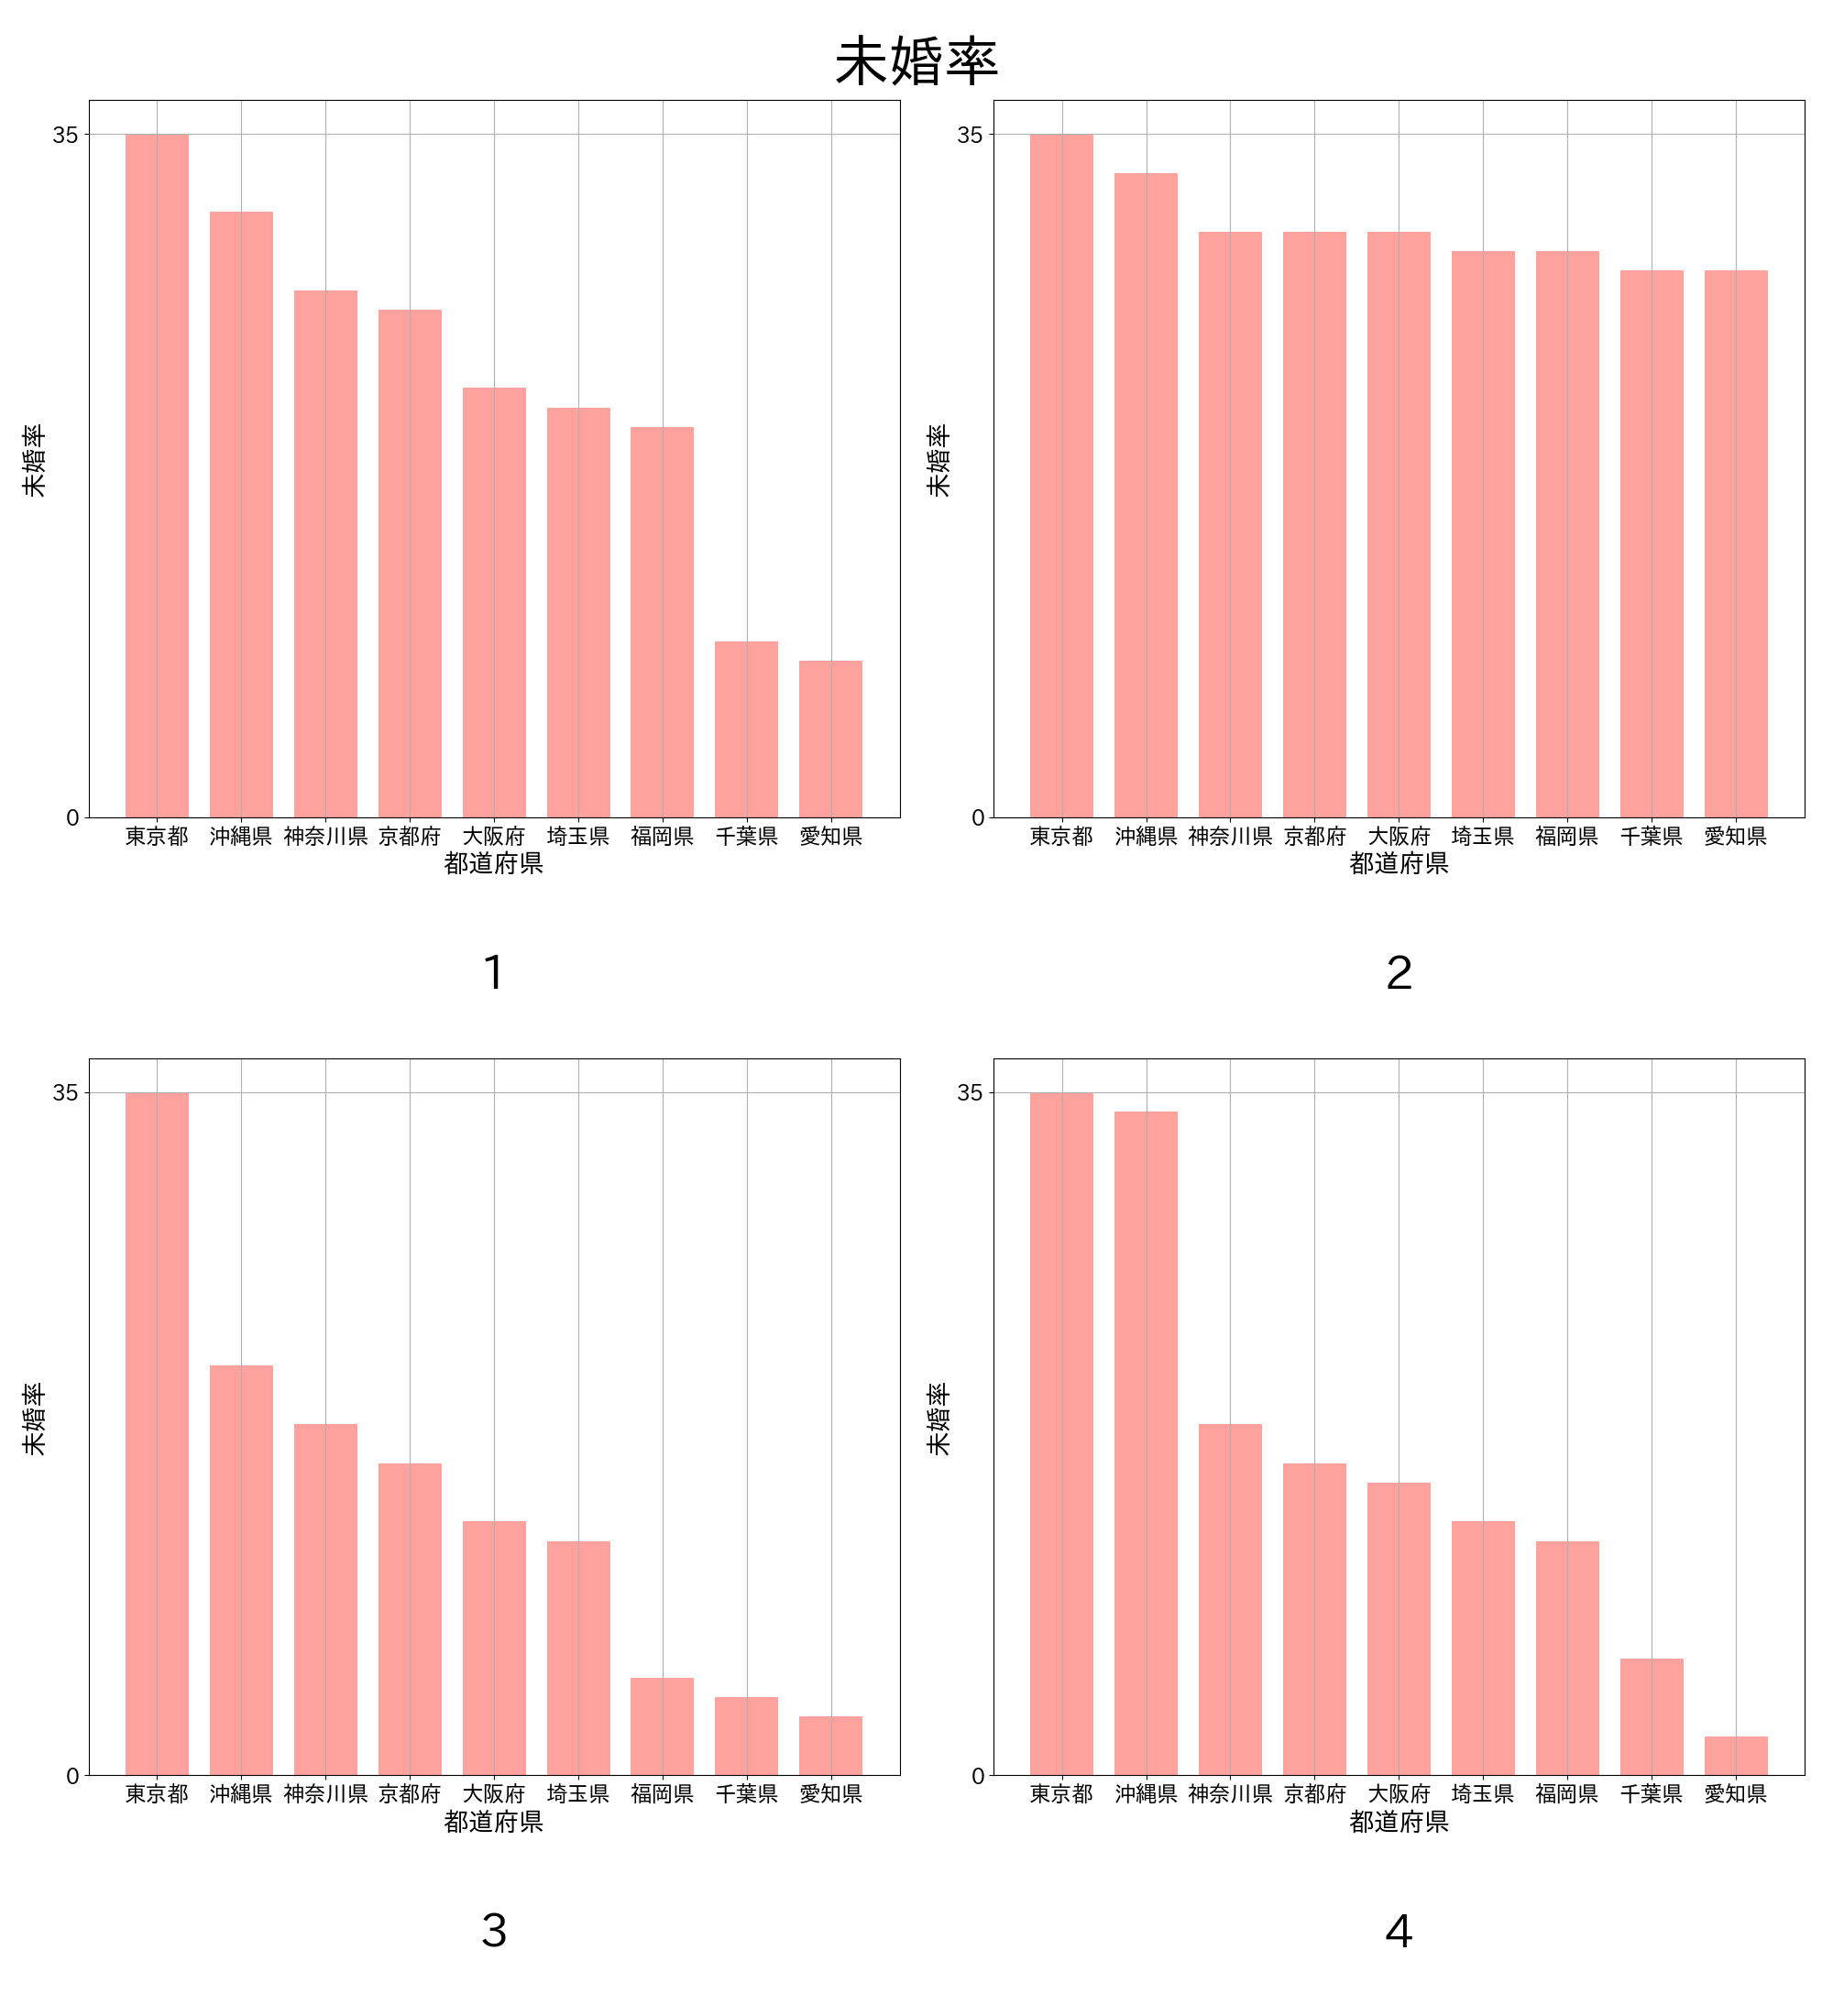 未婚率
35
0
未婚率
東京都 沖縄県 神奈川県 京都府 大阪府 埼玉県 福岡県 千葉県 愛知県
都道府県
1
35
0
未婚率
東京都 沖縄県 神奈川県 京都府 大阪府 埼玉県 福岡県 千葉県 愛知県
都道府県
2
35
0
未婚率
東京都 沖縄県 神奈川県 京都府 大阪府 埼玉県 福岡県 千葉県 愛知県
都道府県
3
35
0
未婚率
東京都 沖縄県 神奈川県 京都府 大阪府 埼玉県 福岡県 千葉県 愛知県
都道府県
4